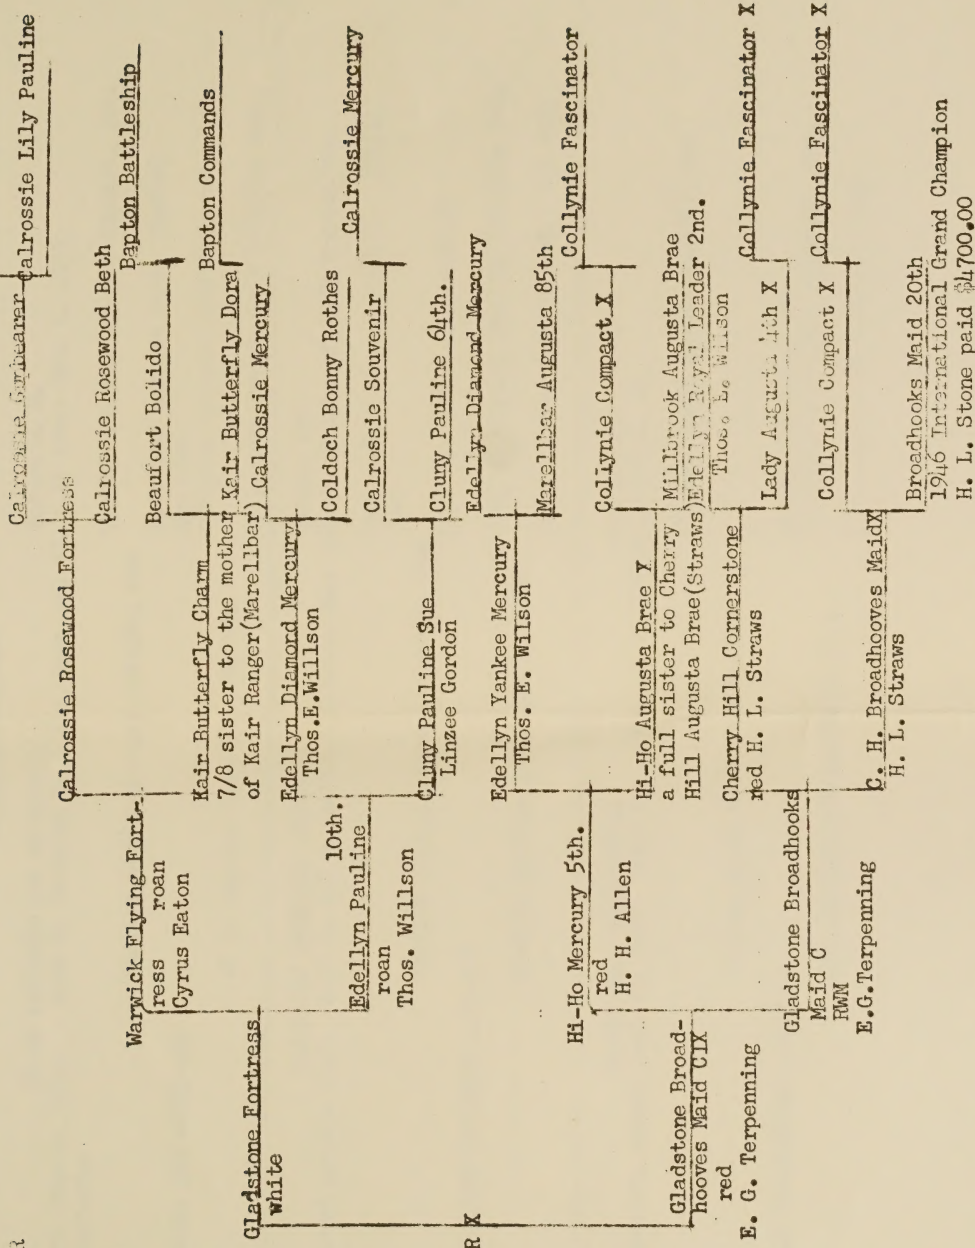 R
R X
Gladstone Fortress
white
Gladstone Broad-
hooves Maid CIX
red
E. G. Terpenning
Warwick Flying Fort-
ress roan
Cyrus Eaton
Edellyn Pauline 10th.
roan
Thos. Willson
Hi-Ho Mercury 5th.
red
H. H. Allen
Gladstone Broadhooks
Maid C
RWM
E.G.Terpenning
Calrossie Rosewood Fortress
Kair Butterfly Charm
7/8 sister to the mother
of Kair Ranger(Marellbar)
Edellyn Diamond Mercury
Thos.E.Willson
Cluny Pauline Sue
Linzee Gordon
Edellyn Yankee Mercury
Thos. E. Wilson
Hi-Ho Augusta Brae X
a full sister to Cherry
Hill Augusta Brae(Straws)
Cherry Hill Cornerstone
red H. L. Straws
C. H. Broadhooves MaidX
H. L. Straws
Calrossie Cupbearer
Calrossie Rosewood Beth
Beaufort Bolido
Kair Butterfly Dora
Calrossie Mercury
Coldoch Bonny Rothes
Calrossie Souvenir
Cluny Pauline 64th.
Edellyn Diamond Mercury
Marellbar Augusta 85th
Collynie Compact X
Millbrook Augusta Brae
Edellyn Royal Leader 2nd.
Thos. E. Wilson
Lady Augusta 4th X
Collynie Compact X
Broadhooks Maid 20th
1946 International Grand Champion
H. L. Stone paid $4700.00
Calrossie Lily Pauline
Bapton Battleship
Bapton Commands
Calrossie Mercury
Collynie Fascinator
Collynie Fascinator X
Collynie Fascinator X